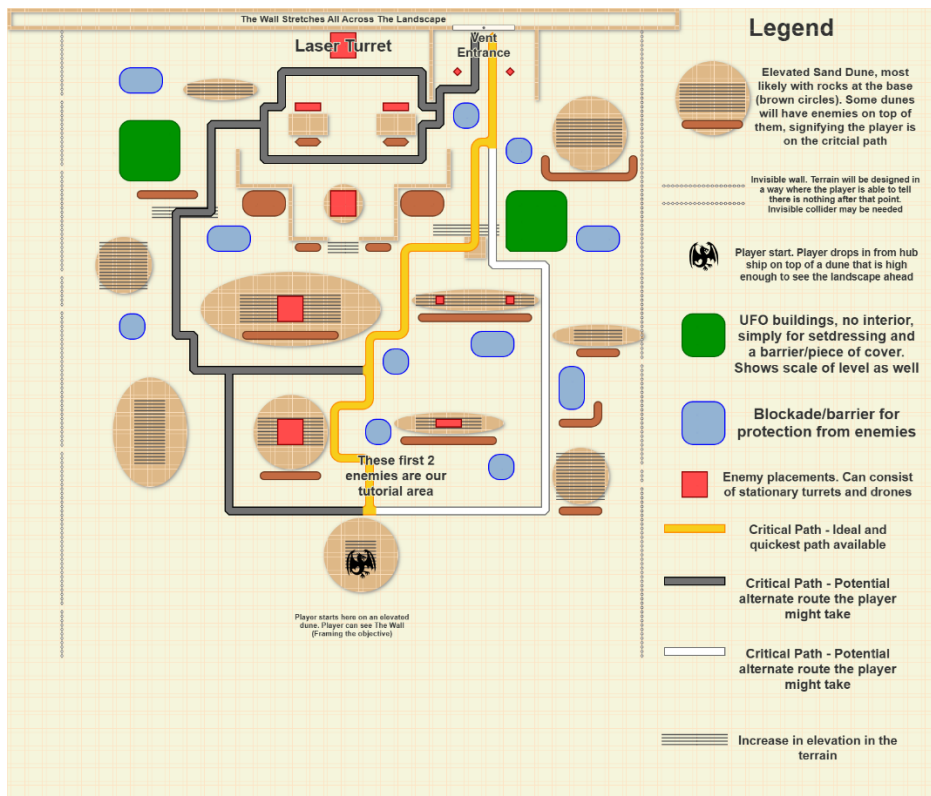 The Wall Stretches All Across The Landscape
Laser Turret
Vent
Entrance
These first 2
enemies are our
tutorial area
Player starts here on an elevated
dune. Player can see The Wall
(Framing the objective)
Legend
Elevated Sand Dune, most
likely with rocks at the base
(brown circles). Some dunes
will have enemies on top of
them, signifying the player is
on the critcial path
Invisible wall. Terrain will be designed in
a way where the player is able to tell
there is nothing after that point.
Invisible collider may be needed
Player start. Player drops in from hub
ship on top of a dune that is high
enough to see the landscape ahead
UFO buildings, no interior,
simply for setdressing and
a barrier/piece of cover.
Shows scale of level as well
Blockade/barrier for
protection from enemies
Enemy placements. Can consist
of stationary turrets and drones
Critical Path - Ideal and
quickest path available
Critical Path - Potential
alternate route the player
might take
Critical Path - Potential
alternate route the player
might take
Increase in elevation in the
terrain